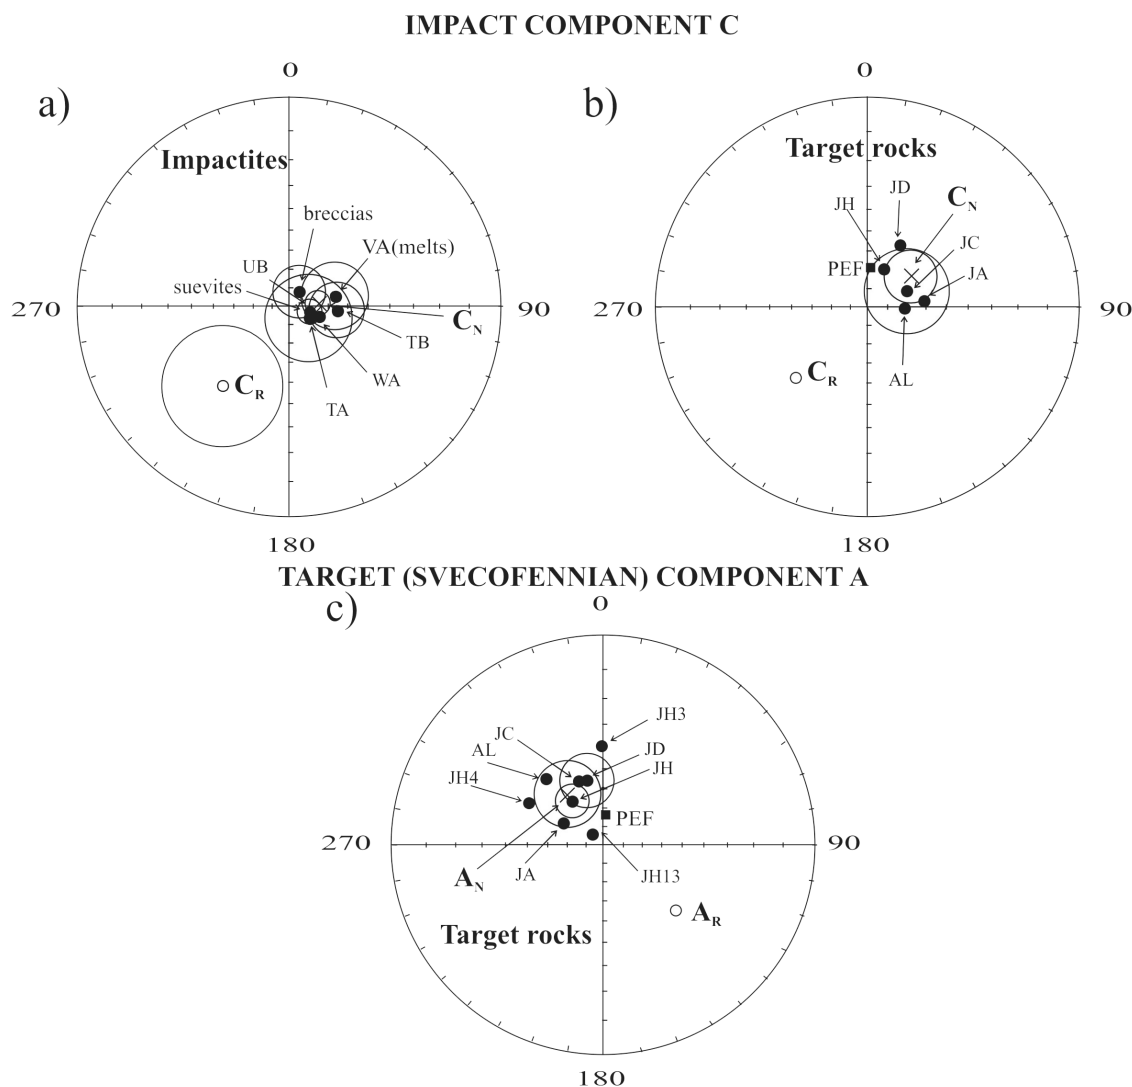 IMPACT COMPONENT C
a)
0
Impactites
breccias
VA(melts)
UB
suevites
270
90
C_N
TB
WA
TA
C_R
180
b)
0
Target rocks
JD
JH
C_N
JC
PEF
JA
270
90
C_R
AL
180
TARGET (SVECOFENNIAN) COMPONENT A
c)
0
JH3
JC
JD
AL
JH
JH4
PEF
270
90
A_N
JA
JH13
A_R
Target rocks
180